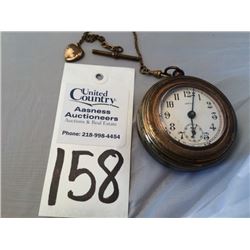 United
Country
Aasness
Auctioneers
Auctions & Real Estate
Phone: 218-998-4454
158